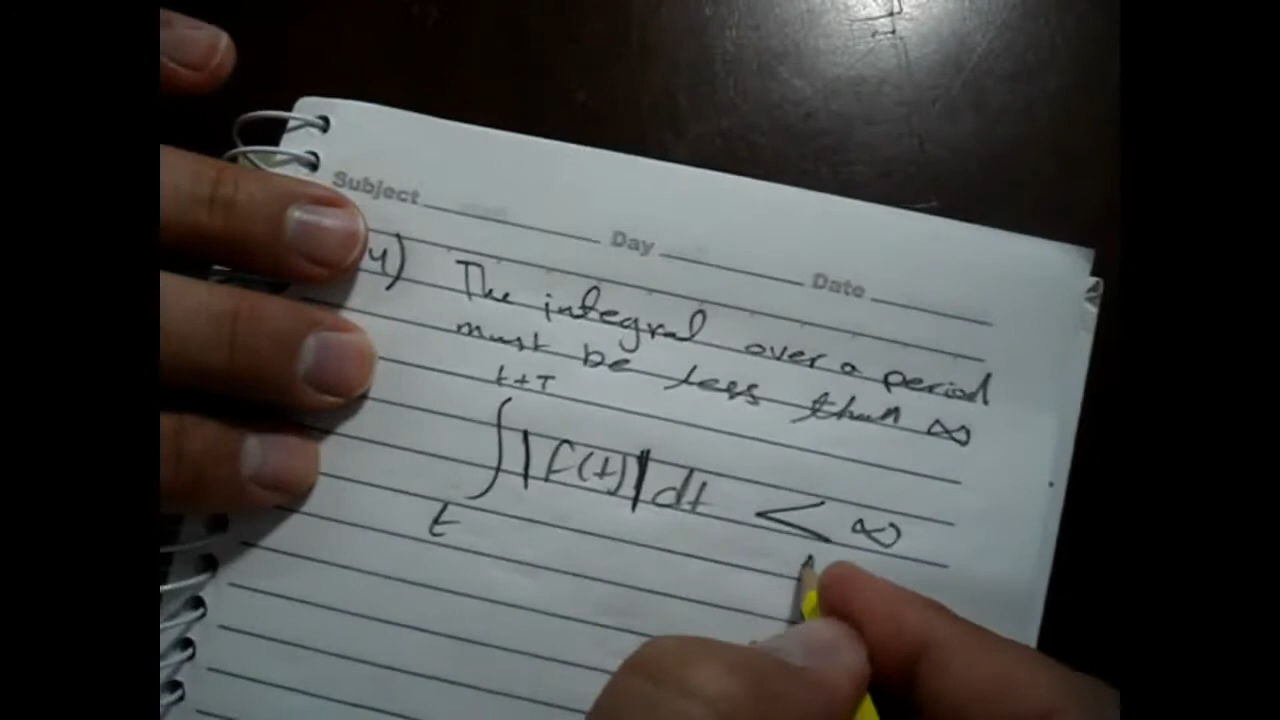 Subject Day Date
4) The integral over a period
must be less than ∞
t+T
∫|f(t)|dt < ∞
t